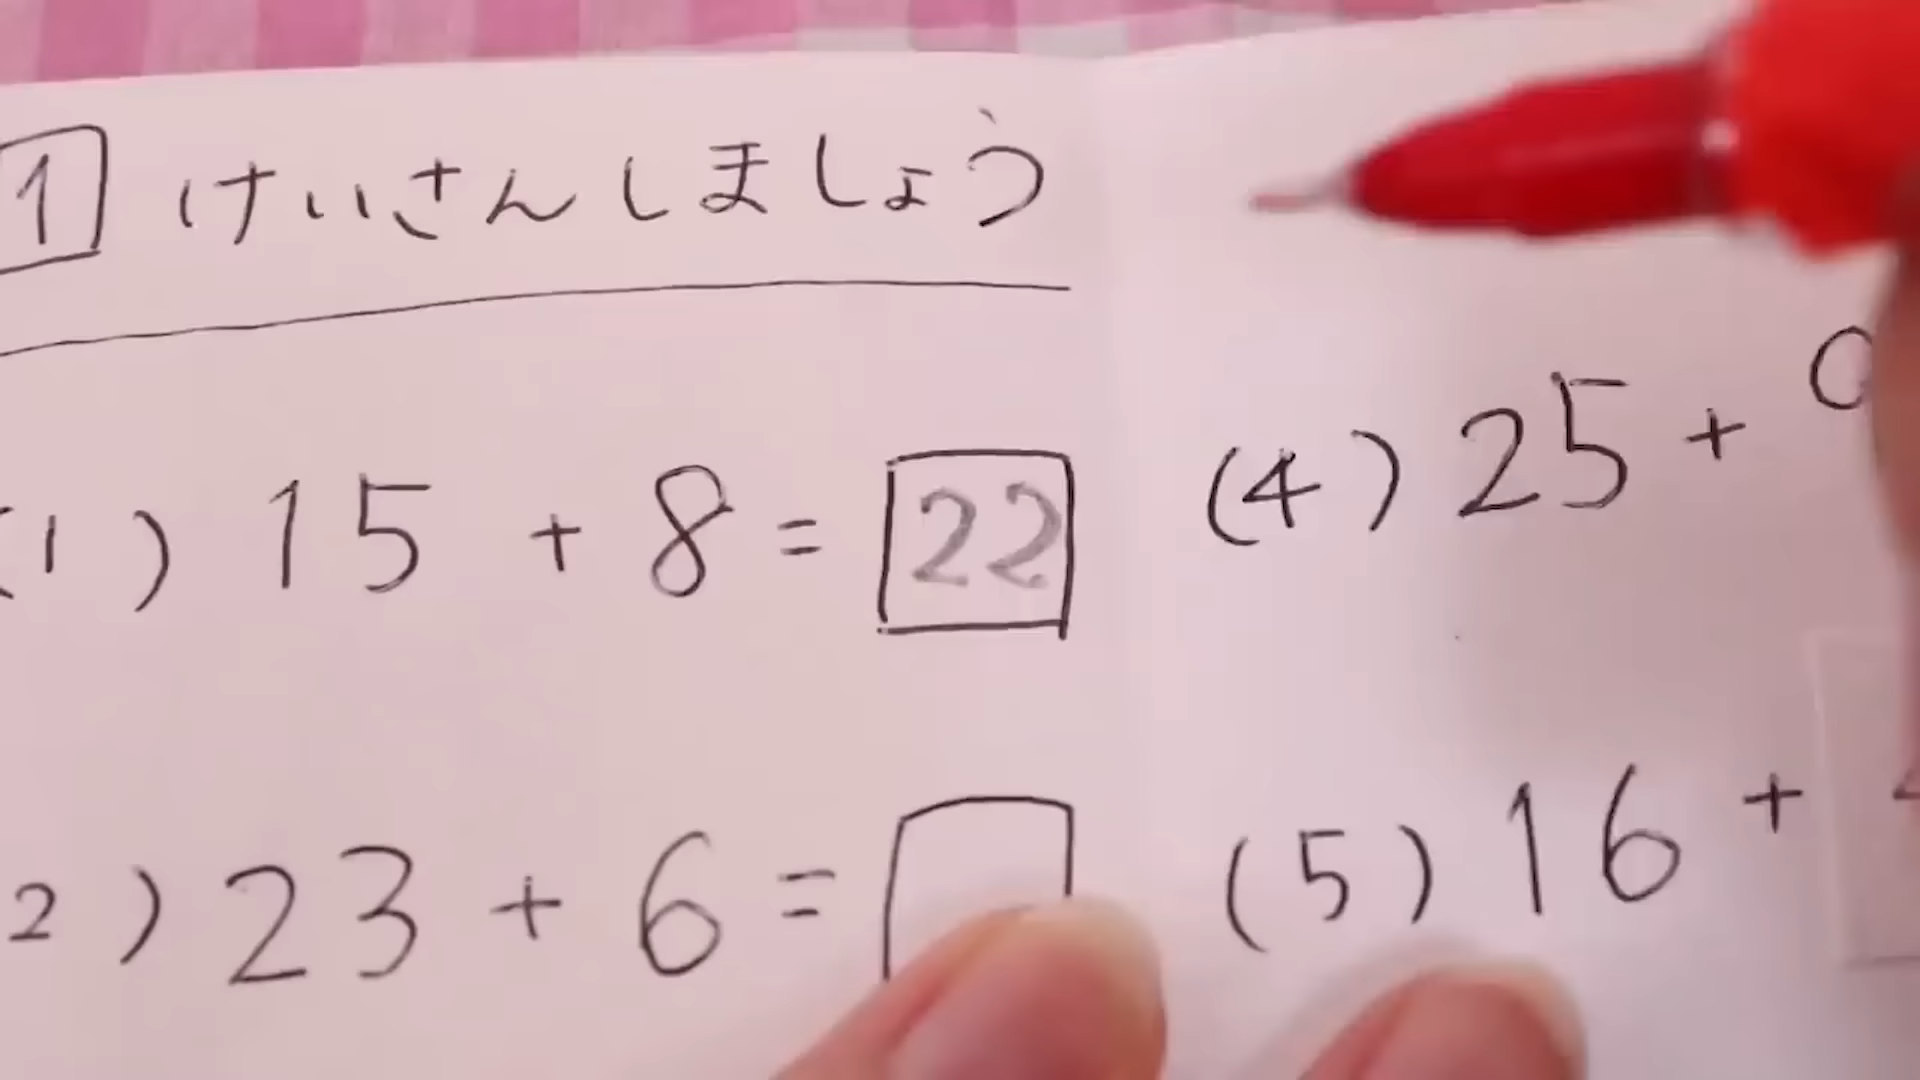 1 けいさんしましょう
(1) 15 + 8 = 22
2) 23 + 6 =
(4) 25 +
(5) 16 +